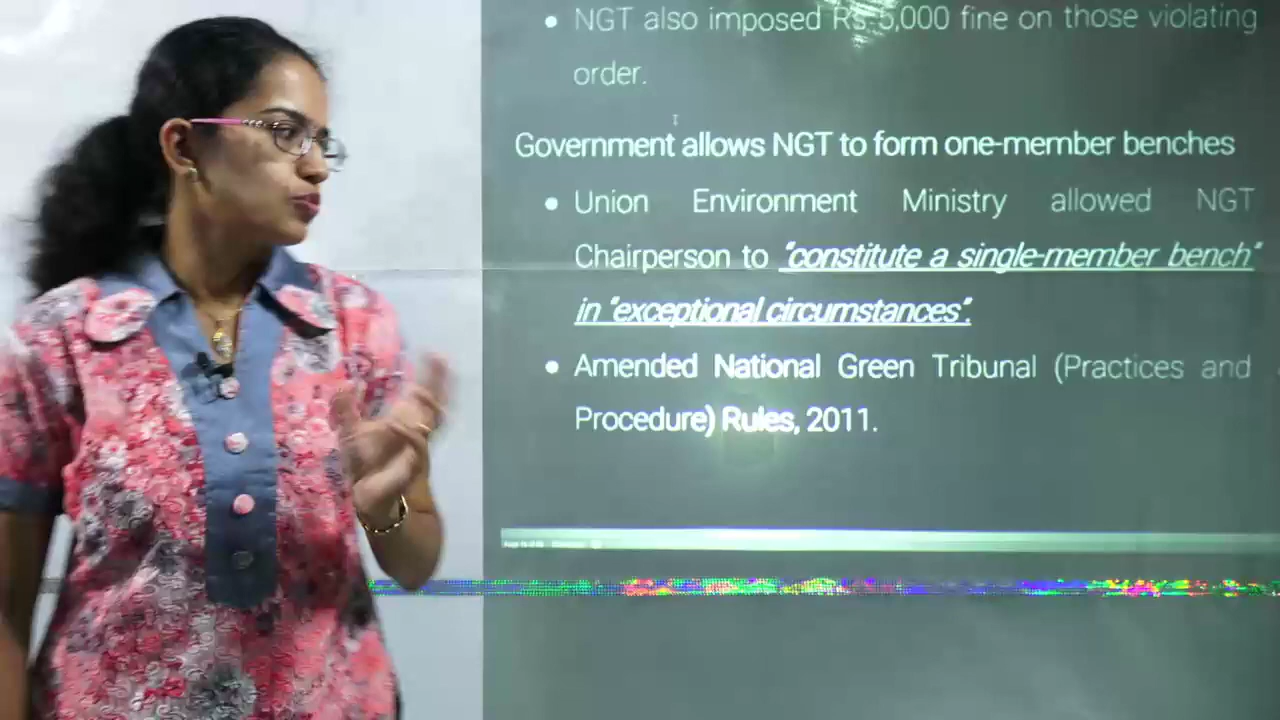 • NGT also imposed Rs.5,000 fine on those violating
order.
Government allows NGT to form one-member benches
• Union Environment Ministry allowed NGT
Chairperson to “constitute a single-member bench”
in “exceptional circumstances”.
• Amended National Green Tribunal (Practices and
Procedure) Rules, 2011.